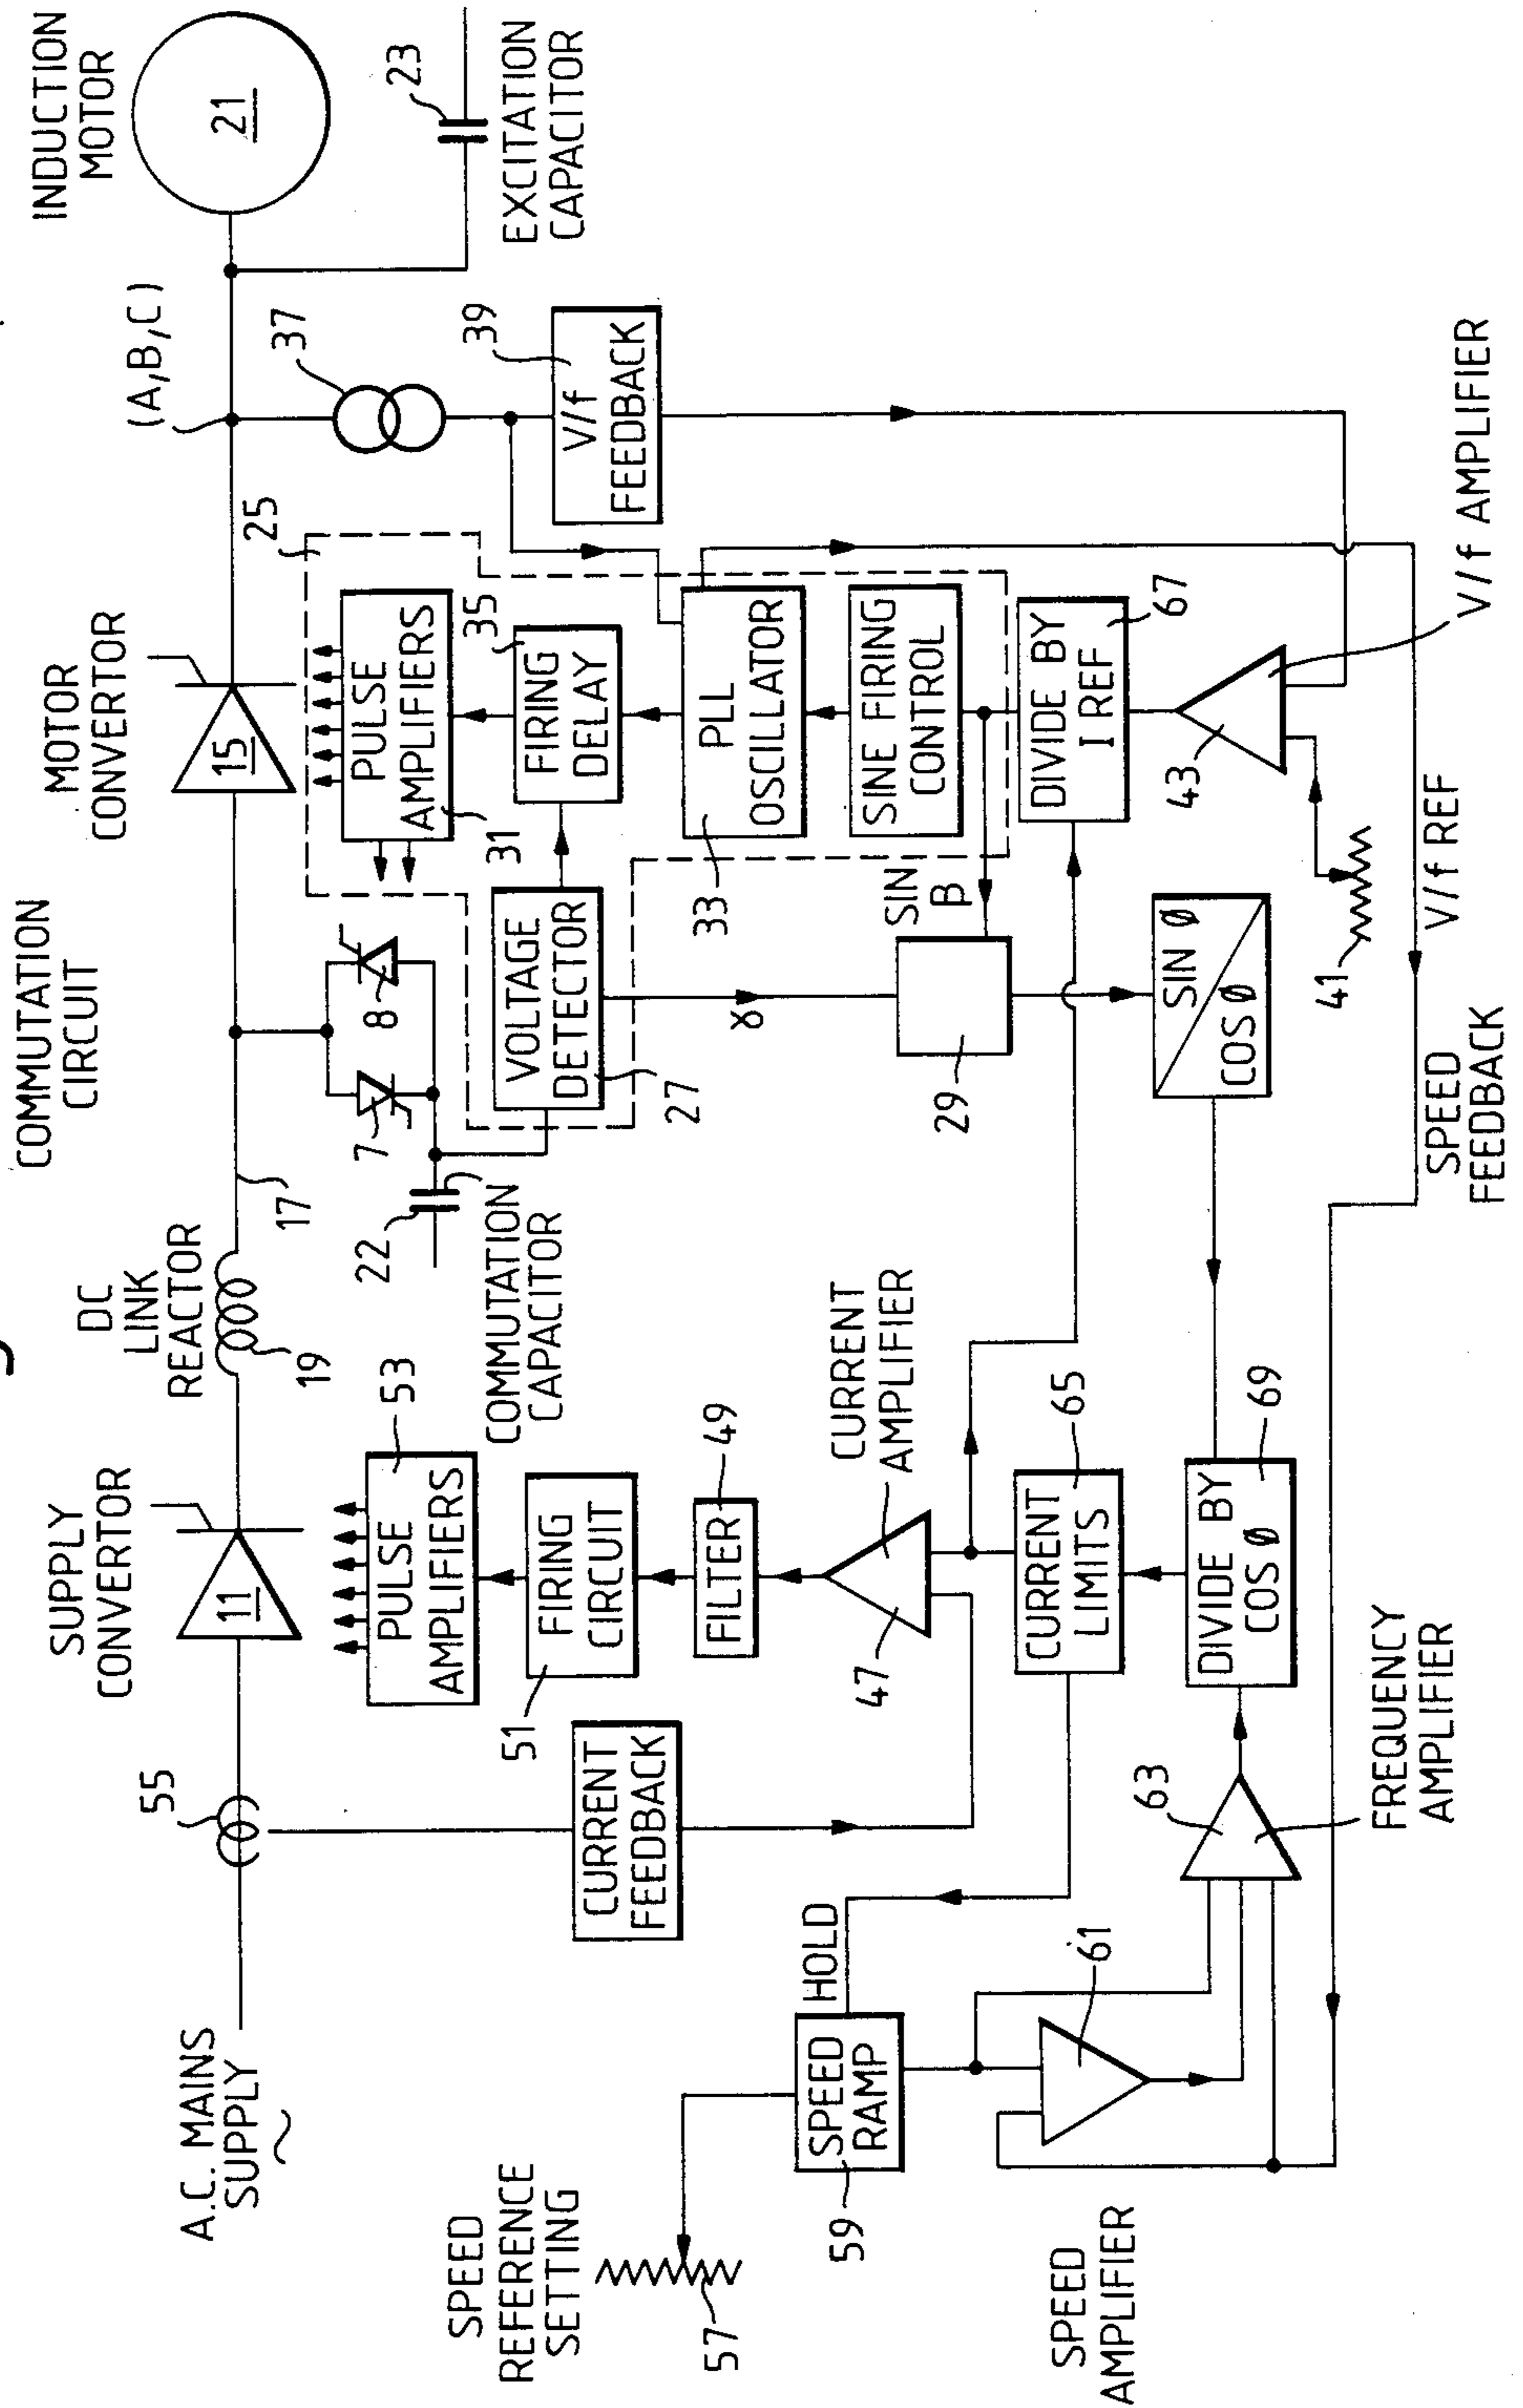 INDUCTION
MOTOR
21
23
EXCITATION
CAPACITOR
(A,B,C)
37
39
V/f
FEEDBACK
MOTOR
CONVERTOR
15
25
PULSE
AMPLIFIERS
31
35
FIRING
DELAY
PLL
OSCILLATOR
33
SINE FIRING
CONTROL
DIVIDE BY
I REF
67
43
V/f AMPLIFIER
41
V/f REF
COMMUTATION
CIRCUIT
7
8
VOLTAGE
DETECTOR
27
22
COMMUTATION
CAPACITOR
ɣ
SIN
β
29
SIN Ø
COS Ø
SPEED
FEEDBACK
DC
LINK
REACTOR
17
19
SUPPLY
CONVERTOR
11
53
PULSE
AMPLIFIERS
FIRING
CIRCUIT
51
FILTER
49
CURRENT
AMPLIFIER
47
CURRENT
LIMITS
65
DIVIDE BY
COS Ø
69
FREQUENCY
AMPLIFIER
63
55
CURRENT
FEEDBACK
A.C. MAINS
SUPPLY
~
HOLD
SPEED
RAMP
59
61
SPEED
REFERENCE
SETTING
57
SPEED
AMPLIFIER